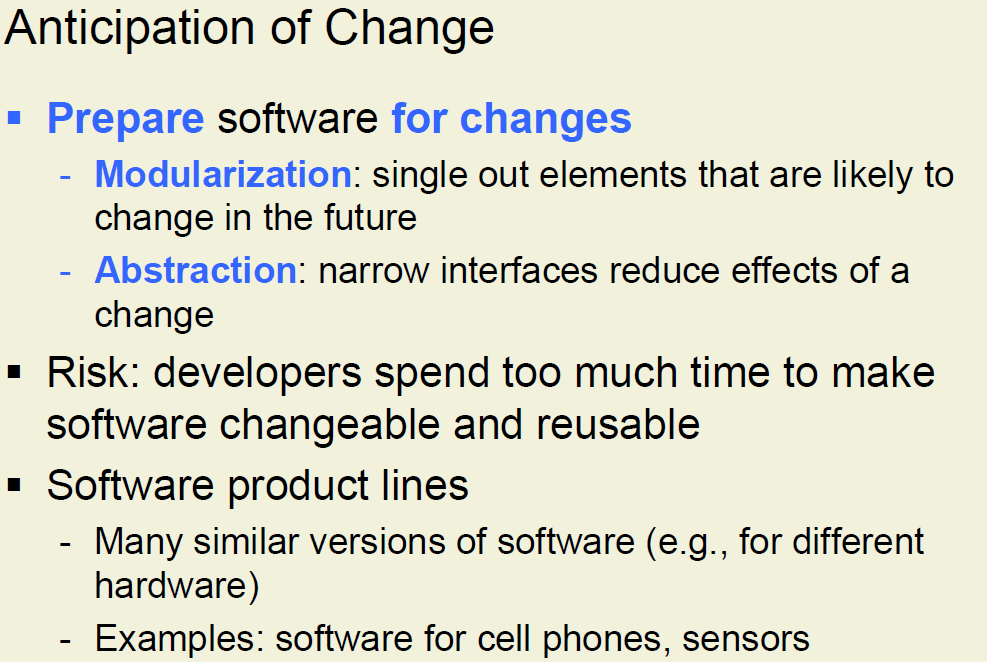 Anticipation of Change
▪ Prepare software for changes
- Modularization: single out elements that are likely to
change in the future
- Abstraction: narrow interfaces reduce effects of a
change
▪ Risk: developers spend too much time to make
software changeable and reusable
▪ Software product lines
- Many similar versions of software (e.g., for different
hardware)
- Examples: software for cell phones, sensors